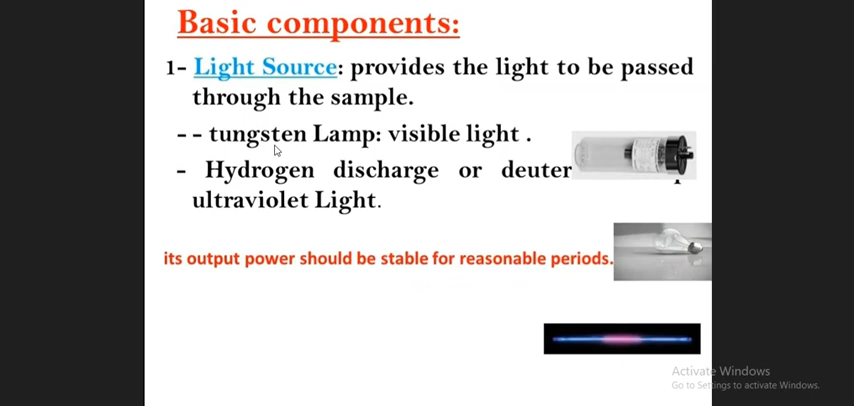 Basic components:
1- Light Source: provides the light to be passed
through the sample.
-- tungsten Lamp: visible light .
- Hydrogen discharge or deuter
ultraviolet Light.
its output power should be stable for reasonable periods.
Activate Windows
Go to Settings to activate Windows.